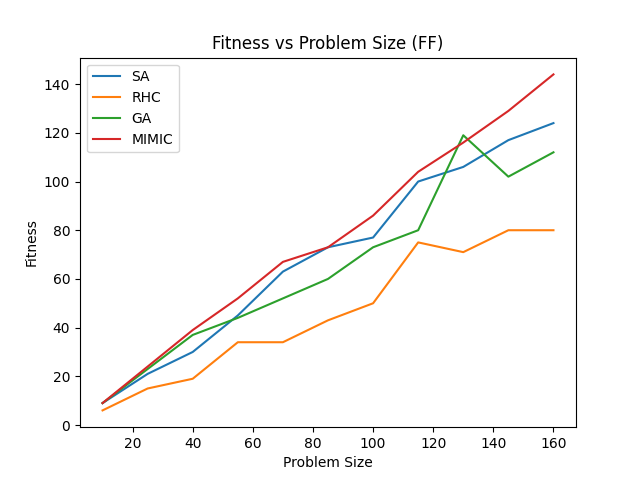 Fitness vs Problem Size (FF)
SA
RHC
GA
MIMIC
140
120
100
80
60
40
20
0
Fitness
20 40 60 80 100 120 140 160
Problem Size